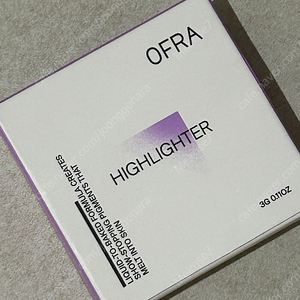 OFRA
HIGHLIGHTER
LIQUID-TO-BAKED FORMULA CREATES
SHOW-STOPPING PIGMENTS THAT
MELT INTO SKIN
3G 0.11OZ